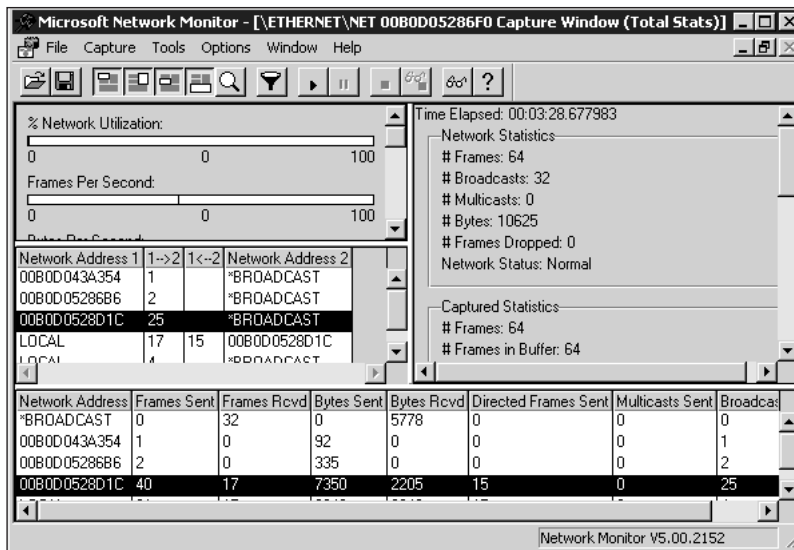 Microsoft Network Monitor - [\ETHERNET\NET 00B0D05286F0 Capture Window (Total Stats)]
File Capture Tools Options Window Help
% Network Utilization:
0 0 100
Frames Per Second:
0 0 100
Time Elapsed: 00:03:28.677983
Network Statistics
# Frames: 64
# Broadcasts: 32
# Multicasts: 0
# Bytes: 10625
# Frames Dropped: 0
Network Status: Normal
Captured Statistics
# Frames: 64
# Frames in Buffer: 64
Network Address 1 1-->2 1<--2 Network Address 2
00B0D043A354 1 *BROADCAST
00B0D05286B6 2 *BROADCAST
00B0D0528D1C 25 *BROADCAST
LOCAL 17 15 00B0D0528D1C
LOCAL 4 *BROADCAST
Network Address Frames Sent Frames Rcvd Bytes Sent Bytes Rcvd Directed Frames Sent Multicasts Sent Broadcas
*BROADCAST 0 32 0 5778 0 0 0
00B0D043A354 1 0 92 0 0 0 1
00B0D05286B6 2 0 335 0 0 0 2
00B0D0528D1C 40 17 7350 2205 15 0 25
Network Monitor V5.00.2152